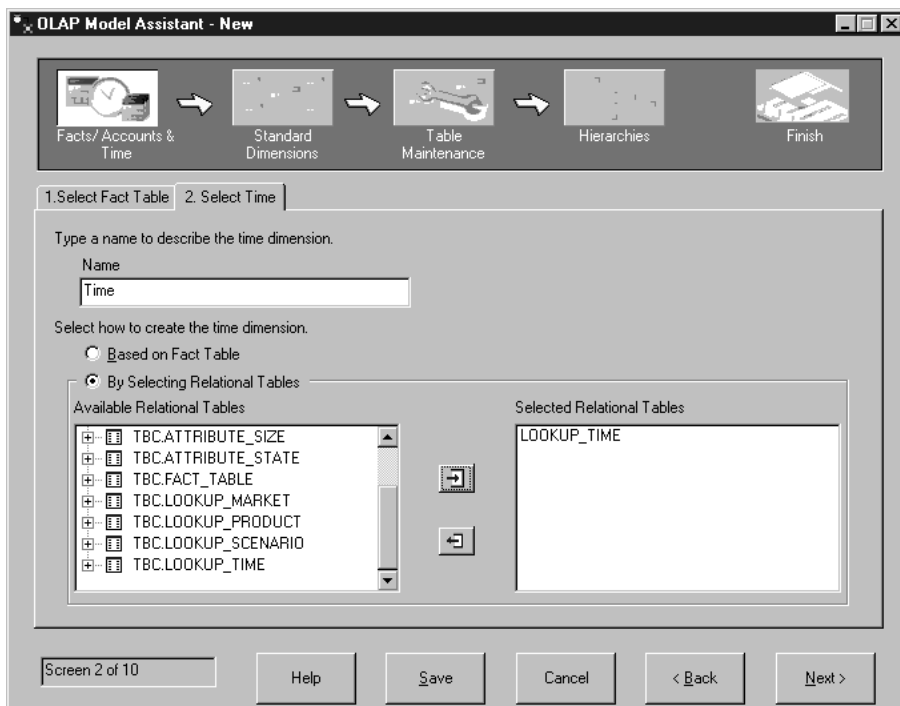 OLAP Model Assistant - New
Facts/Accounts &
Time
Standard
Dimensions
Table
Maintenance
Hierarchies
Finish
1.Select Fact Table
2. Select Time
Type a name to describe the time dimension.
Name
Time
Select how to create the time dimension.
Based on Fact Table
By Selecting Relational Tables
Available Relational Tables
TBC.ATTRIBUTE_SIZE
TBC.ATTRIBUTE_STATE
TBC.FACT_TABLE
TBC.LOOKUP_MARKET
TBC.LOOKUP_PRODUCT
TBC.LOOKUP_SCENARIO
TBC.LOOKUP_TIME
Selected Relational Tables
LOOKUP_TIME
Screen 2 of 10
Help
Save
Cancel
< Back
Next >